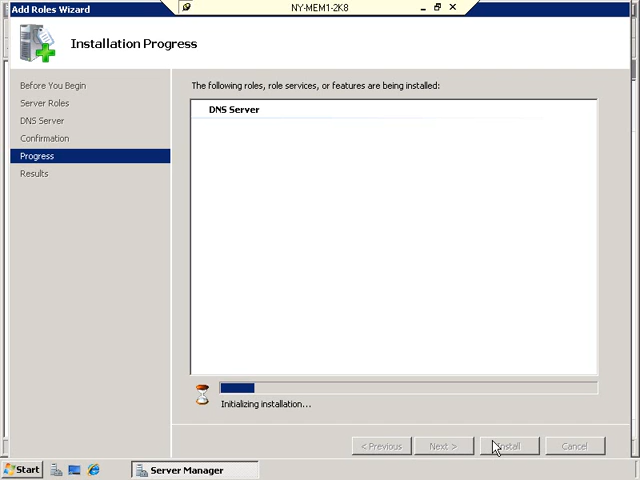 Add Roles Wizard
NY-MEM1-2K8
Installation Progress
Before You Begin
Server Roles
DNS Server
Confirmation
Progress
Results
The following roles, role services, or features are being installed:
DNS Server
Initializing installation...
< Previous
Next >
Install
Cancel
Start
Server Manager